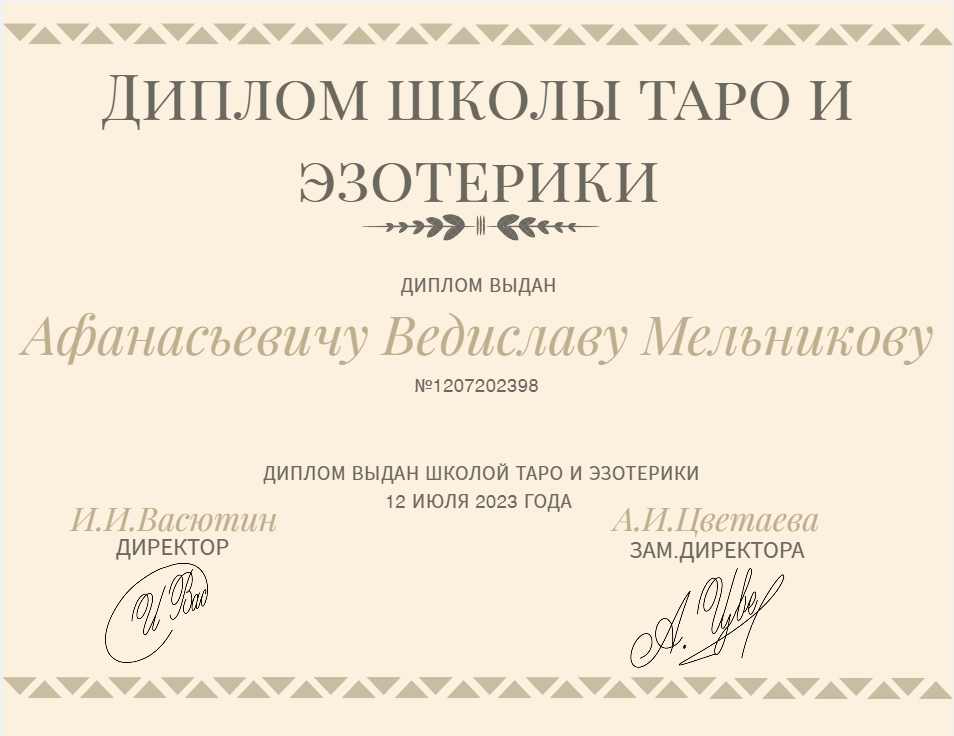 ДИПЛОМ ШКОЛЫ ТАРО И
ЭЗОТЕРИКИ
ДИПЛОМ ВЫДАН
Афанасьевичу Ведиславу Мельникову
№1207202398
ДИПЛОМ ВЫДАН ШКОЛОЙ ТАРО И ЭЗОТЕРИКИ
12 ИЮЛЯ 2023 ГОДА
И.И.Васютин
ДИРЕКТОР
И Вас
А.И.Цветаева
ЗАМ.ДИРЕКТОРА
А. Цве